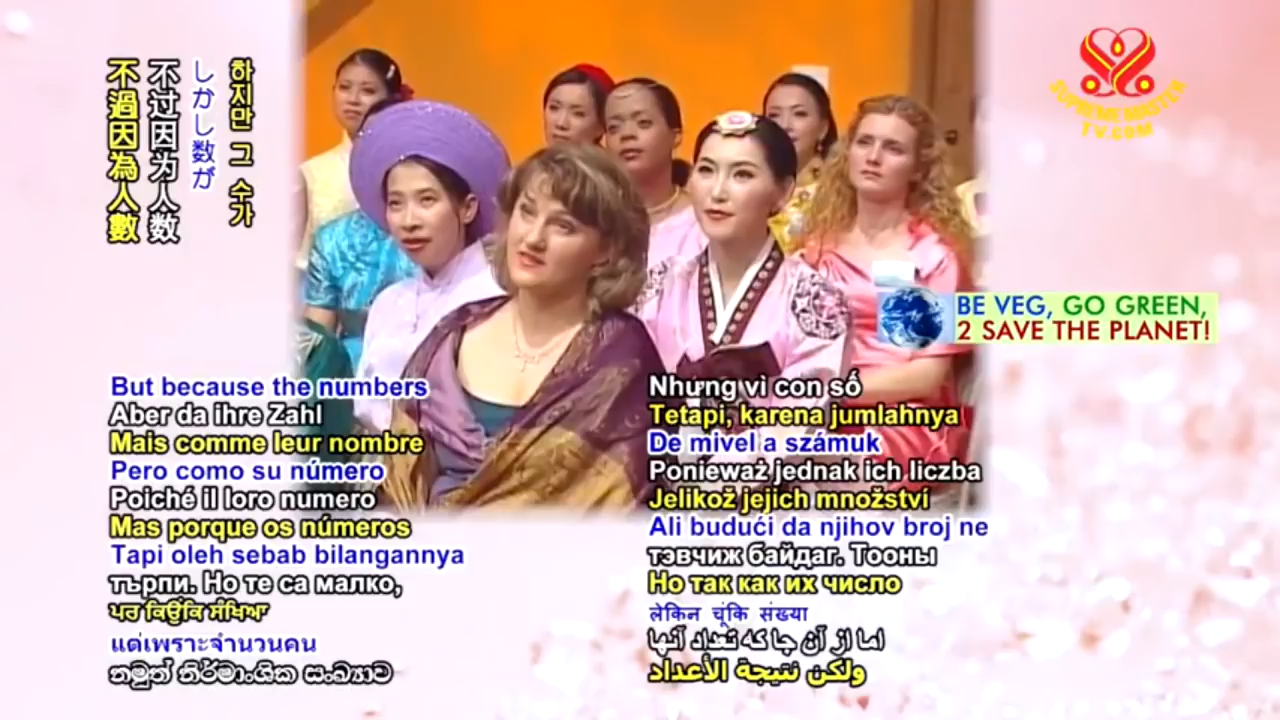 하지만 그 수가
しかし数が
不过因为人数
不過因為人數
SUPREME MASTER
TV.COM
BE VEG, GO GREEN,
2 SAVE THE PLANET!
But because the numbers
Aber da ihre Zahl
Mais comme leur nombre
Pero como su número
Poiché il loro numero
Mas porque os números
Tapi oleh sebab bilangannya
търпи. Но те са малко,
ਪਰ ਕਿਉਂਕਿ ਸੰਖਿਆ
แต่เพราะจำนวนคน
නමුත් තිර්මාංශික සංඛ්‍යාව
Nhưng vì con số
Tetapi, karena jumlahnya
De mivel a számuk
Ponieważ jednak ich liczba
Jelikož jejich množství
Ali budući da njihov broj ne
тэвчиж байдаг. Тооны
Но так как их число
लेकिन चूंकि संख्या
اما از آن جا که تعداد آنها
ولكن نتيجة الأعداد